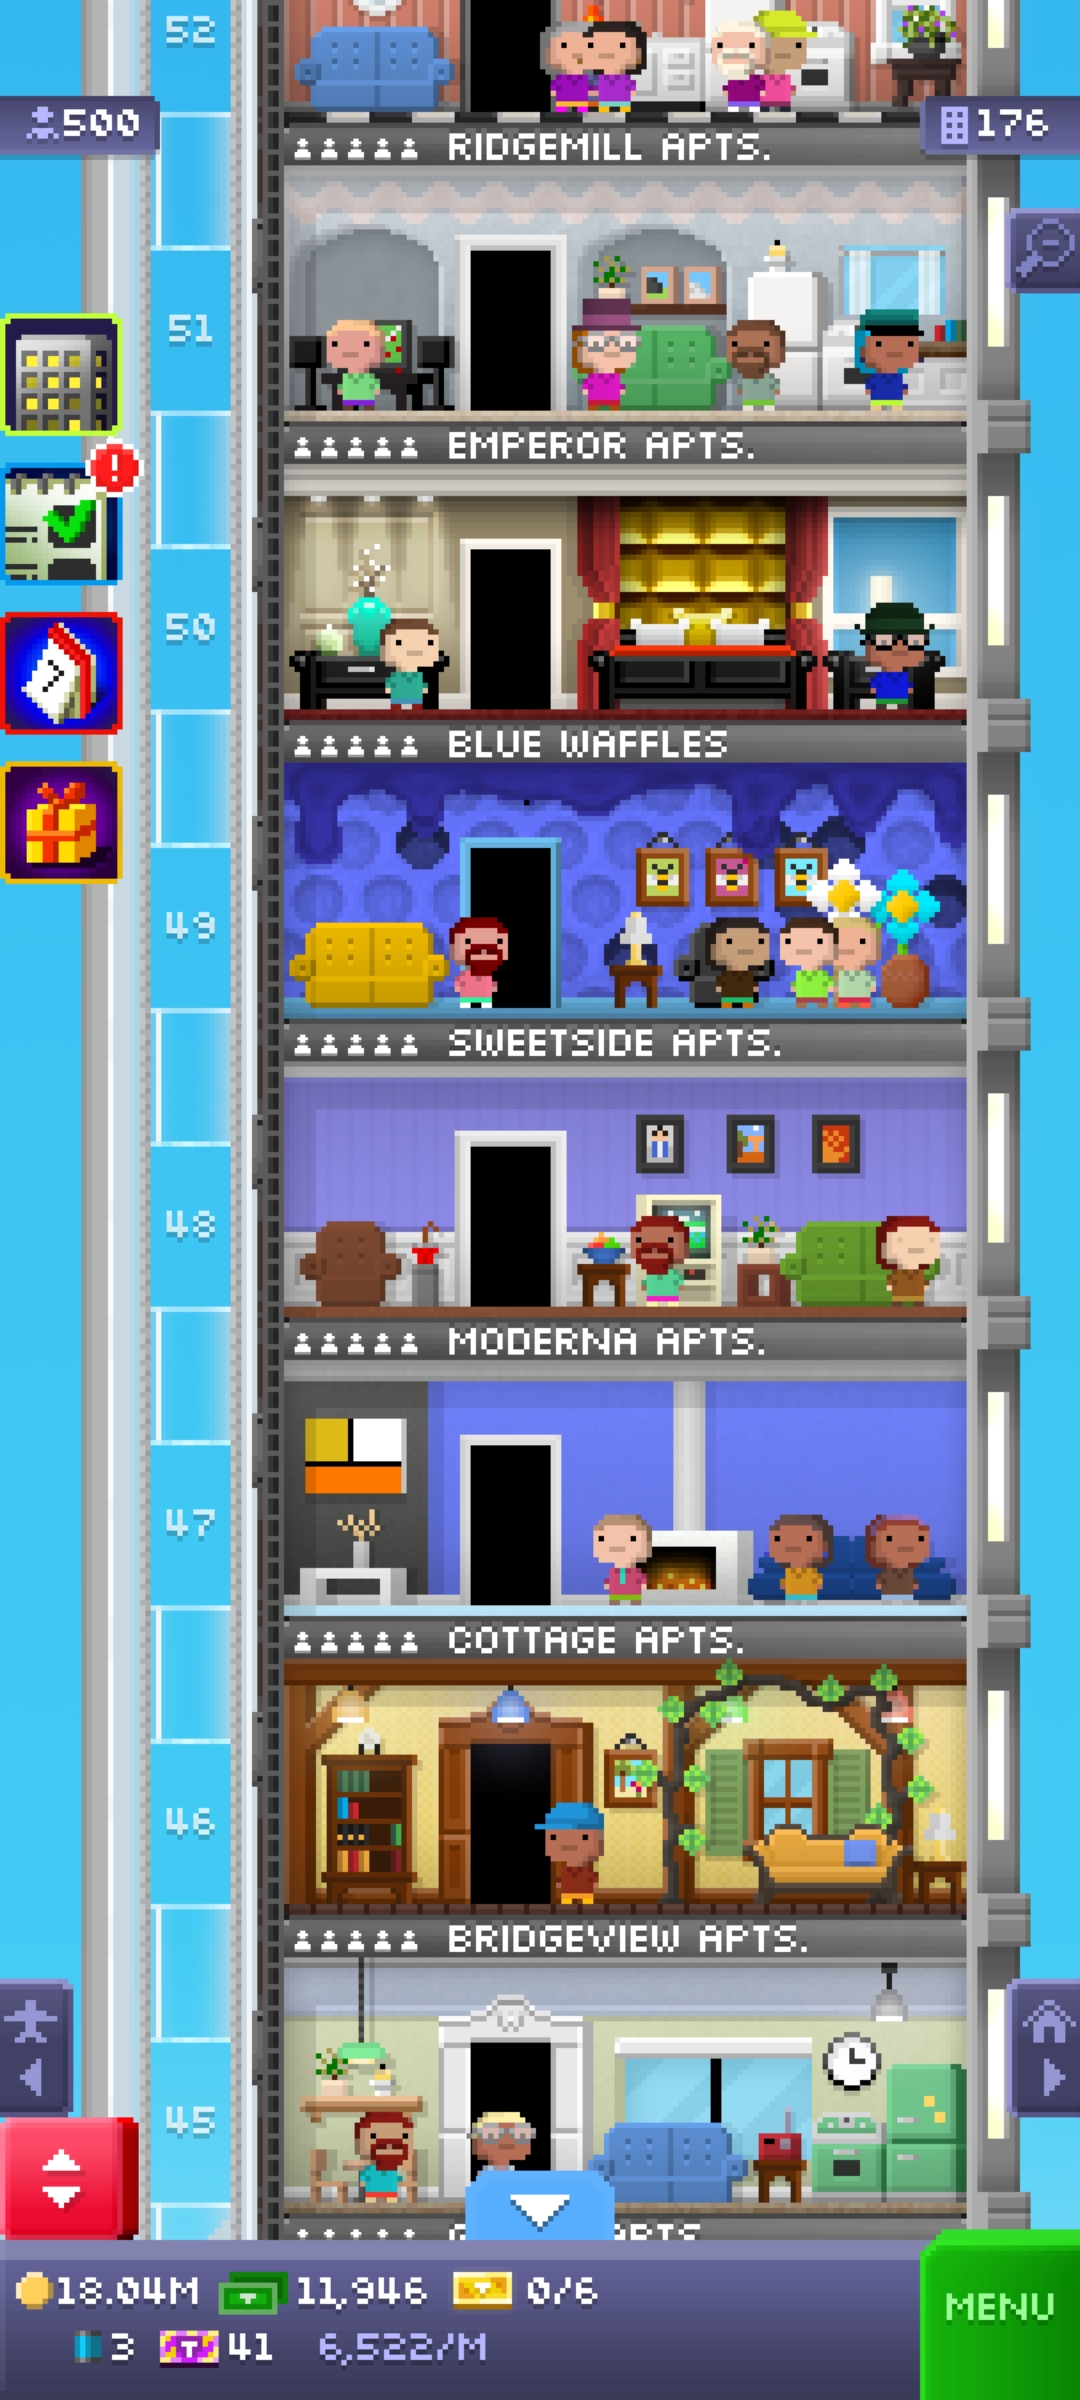 52
500
176
RIDGEMILL APTS.
51
EMPEROR APTS.
50
BLUE WAFFLES
49
SWEETSIDE APTS.
48
MODERNA APTS.
47
COTTAGE APTS.
46
BRIDGEVIEW APTS.
45
18.04M 11,946 0/6
MENU
3 41 6,522/M